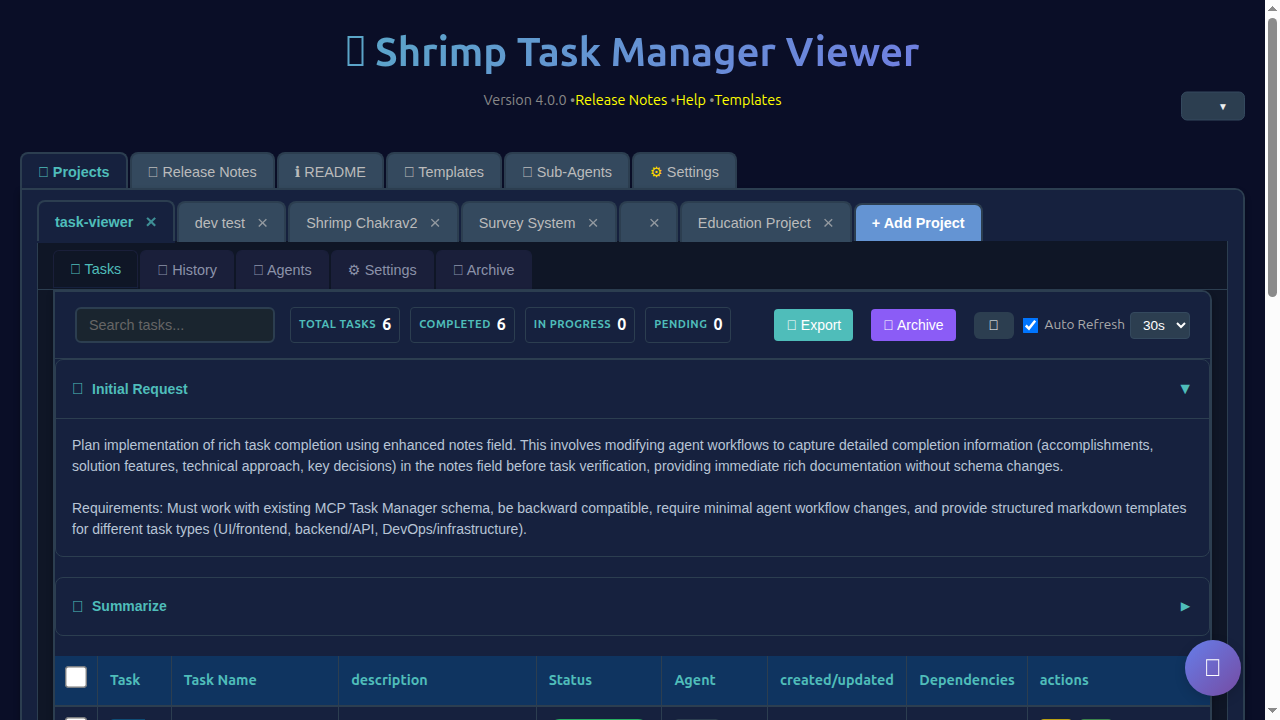 Shrimp Task Manager Viewer
Version 4.0.0 •Release Notes •Help •Templates
Projects Release Notes ℹ README Templates Sub-Agents ⚙ Settings
task-viewer × dev test × Shrimp Chakrav2 × Survey System × × Education Project × + Add Project
Tasks History Agents ⚙ Settings Archive
Search tasks... TOTAL TASKS 6 COMPLETED 6 IN PROGRESS 0 PENDING 0 Export Archive Auto Refresh 30s
Initial Request ▼
Plan implementation of rich task completion using enhanced notes field. This involves modifying agent workflows to capture detailed completion information (accomplishments,
solution features, technical approach, key decisions) in the notes field before task verification, providing immediate rich documentation without schema changes.
Requirements: Must work with existing MCP Task Manager schema, be backward compatible, require minimal agent workflow changes, and provide structured markdown templates
for different task types (UI/frontend, backend/API, DevOps/infrastructure).
Summarize ▶
Task Task Name description Status Agent created/updated Dependencies actions